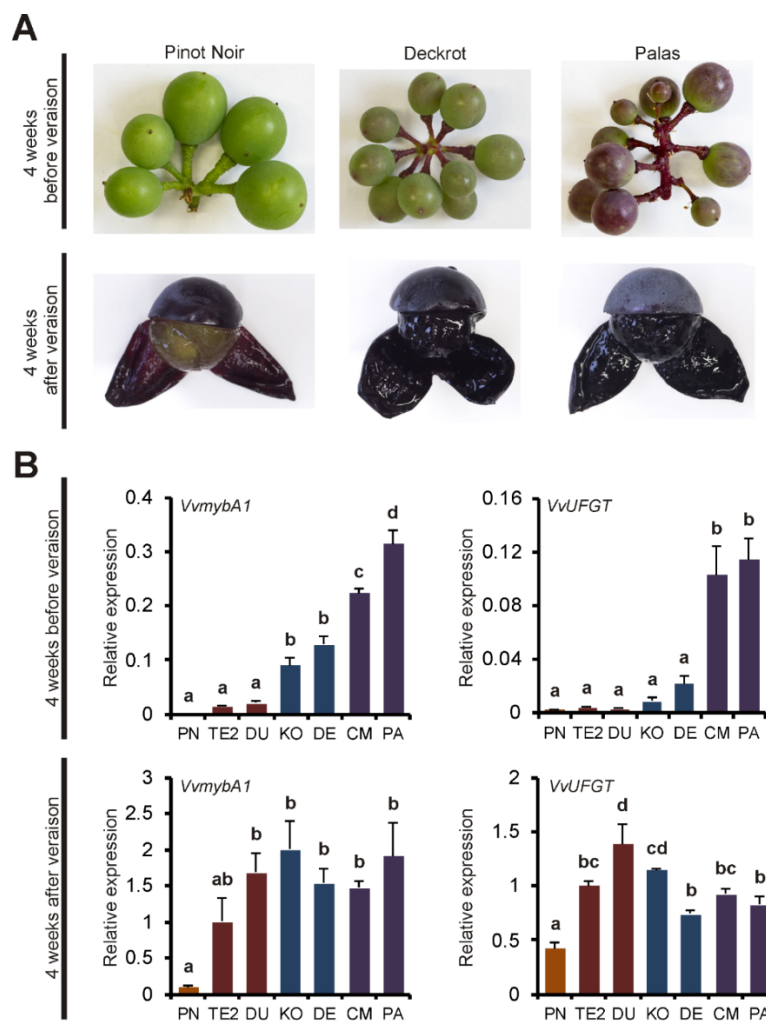 A
Pinot Noir
Deckrot
Palas
4 weeks
before veraison
4 weeks
after veraison
B
4 weeks before veraison
VvmybA1
Relative expression
0.4
0.3
0.2
0.1
0
a
a
a
b
b
c
d
PN TE2 DU KO DE CM PA
VvUFGT
Relative expression
0.16
0.12
0.08
0.04
0
a
a
a
a
a
b
b
PN TE2 DU KO DE CM PA
4 weeks after veraison
VvmybA1
Relative expression
3
2.5
2
1.5
1
0.5
0
a
ab
b
b
b
b
b
PN TE2 DU KO DE CM PA
VvUFGT
Relative expression
2
1.5
1
0.5
0
a
bc
d
cd
b
bc
b
PN TE2 DU KO DE CM PA